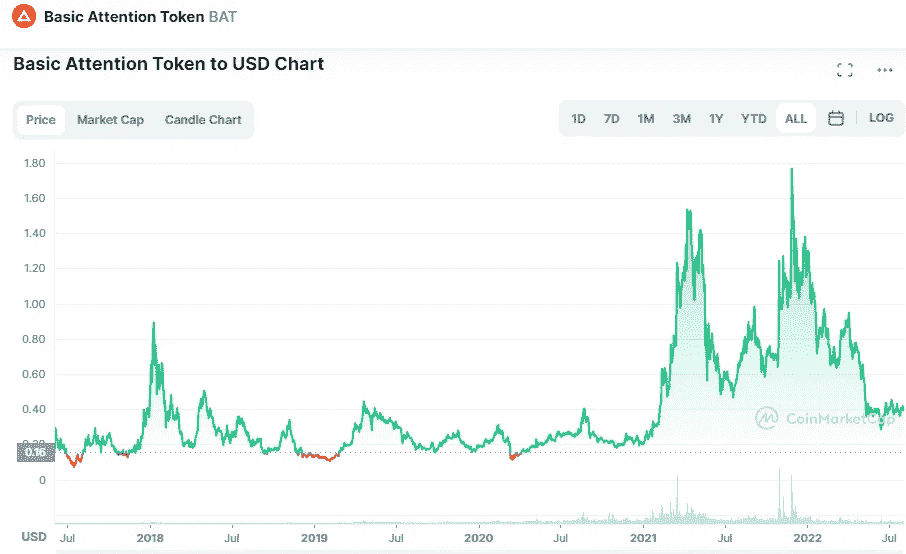 Basic Attention Token BAT
Basic Attention Token to USD Chart
Price Market Cap Candle Chart 1D 7D 1M 3M 1Y YTD ALL LOG
1.80
1.60
1.40
1.20
1.00
0.80
0.60
0.40
CoinMarketCap
0.20
0.16
0
USD Jul 2018 Jul 2019 Jul 2020 Jul 2021 Jul 2022 Jul